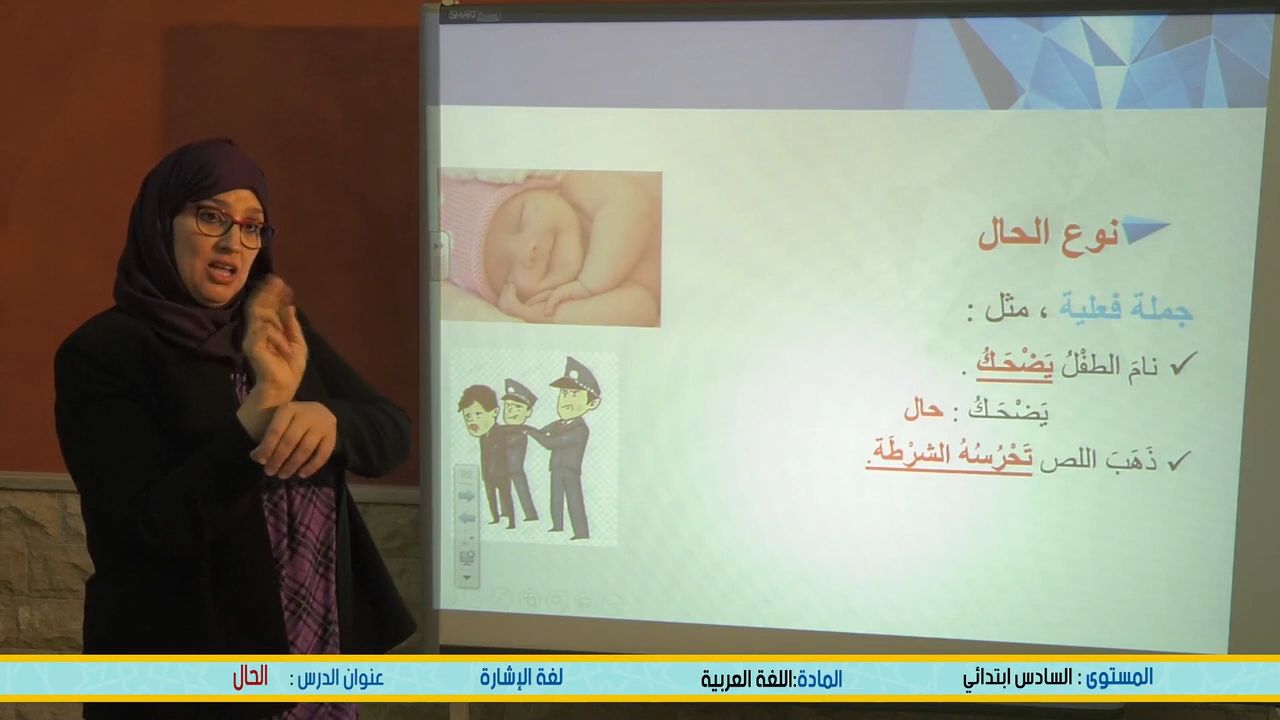 SMART
نوع الحال
جملة فعلية ، مثل :
✓ نامَ الطفْلُ يَضْحَكُ .
يَضْحَكُ : حال
✓ ذَهَبَ اللص تَحْرُسُهُ الشرْطَة.
المستوى : السادس ابتدائي
المادة:اللغة العربية
لغة الإشارة
عنوان الدرس : الحال